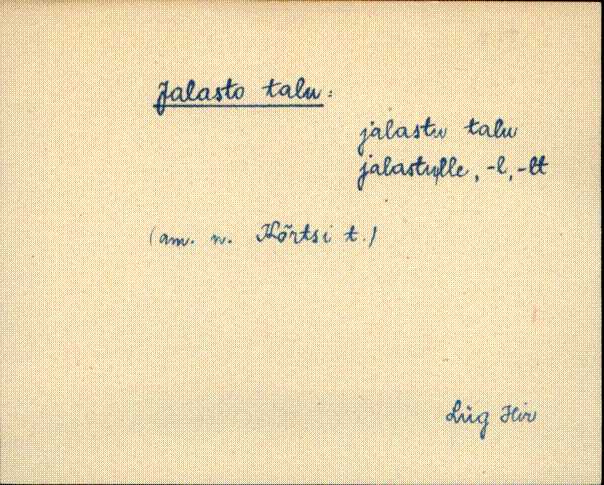 Jalasto talu:
jalastu talu
jalastulle, -l, -lt
(am. n. Kõrtsi t.)
Lüg Hir